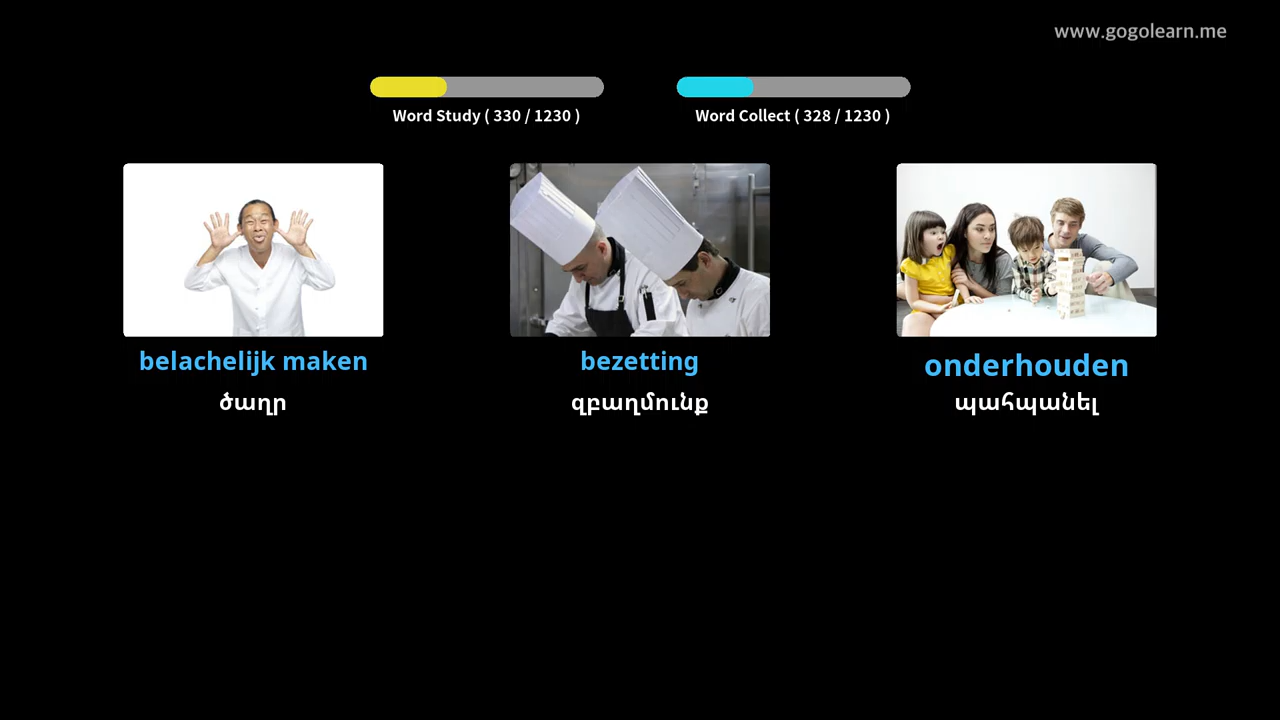 www.gogolearn.me
Word Study ( 330 / 1230 )
Word Collect ( 328 / 1230 )
belachelijk maken
ծաղր
bezetting
զբաղմունք
onderhouden
պահպանել